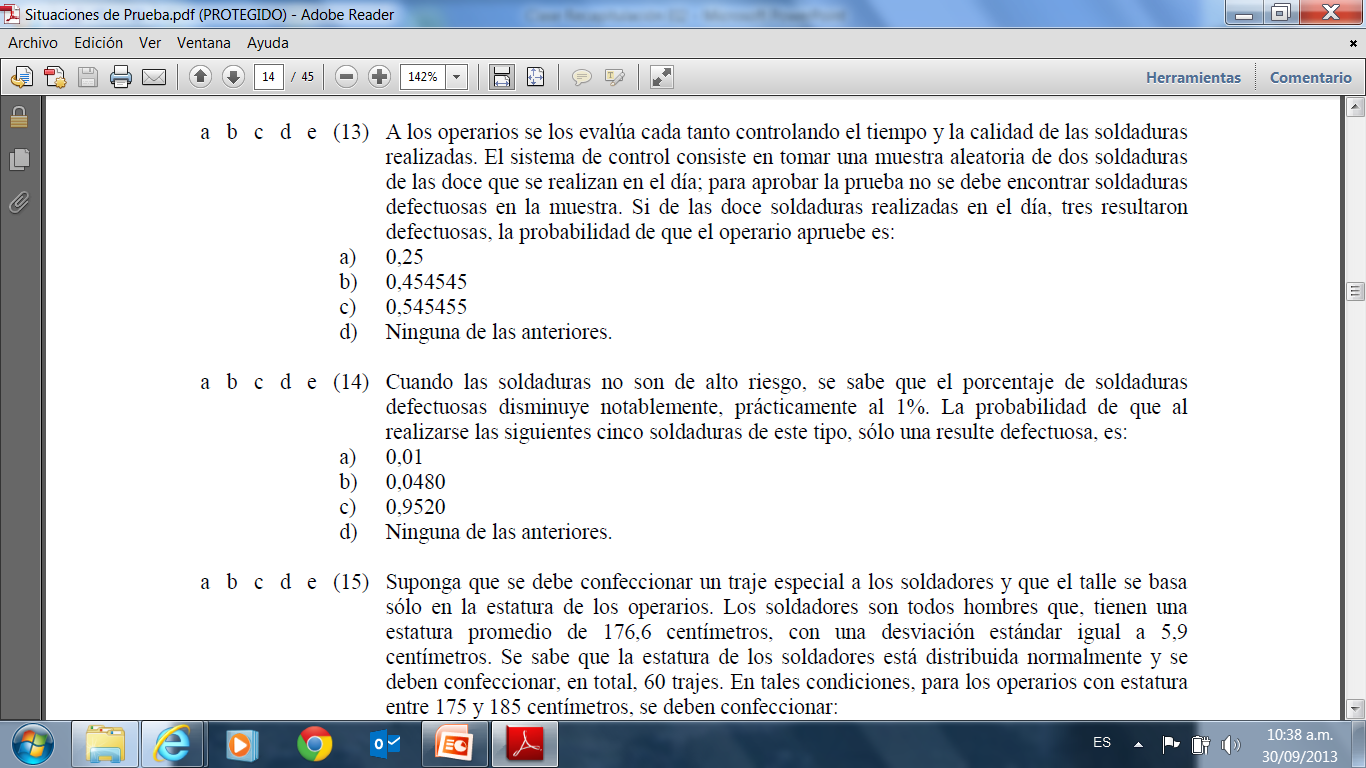 Situaciones de Prueba.pdf (PROTEGIDO) - Adobe Reader
Clase Recapitulación D2 - Microsoft PowerPoint
Archivo Edición Ver Ventana Ayuda
14 / 45 142% Herramientas Comentario
a b c d e (13) A los operarios se los evalúa cada tanto controlando el tiempo y la calidad de las soldaduras
realizadas. El sistema de control consiste en tomar una muestra aleatoria de dos soldaduras
de las doce que se realizan en el día; para aprobar la prueba no se debe encontrar soldaduras
defectuosas en la muestra. Si de las doce soldaduras realizadas en el día, tres resultaron
defectuosas, la probabilidad de que el operario apruebe es:
a) 0,25
b) 0,454545
c) 0,545455
d) Ninguna de las anteriores.
a b c d e (14) Cuando las soldaduras no son de alto riesgo, se sabe que el porcentaje de soldaduras
defectuosas disminuye notablemente, prácticamente al 1%. La probabilidad de que al
realizarse las siguientes cinco soldaduras de este tipo, sólo una resulte defectuosa, es:
a) 0,01
b) 0,0480
c) 0,9520
d) Ninguna de las anteriores.
a b c d e (15) Suponga que se debe confeccionar un traje especial a los soldadores y que el talle se basa
sólo en la estatura de los operarios. Los soldadores son todos hombres que, tienen una
estatura promedio de 176,6 centímetros, con una desviación estándar igual a 5,9
centímetros. Se sabe que la estatura de los soldadores está distribuida normalmente y se
deben confeccionar, en total, 60 trajes. En tales condiciones, para los operarios con estatura
entre 175 y 185 centímetros, se deben confeccionar:
ES
10:38 a.m.
30/09/2013